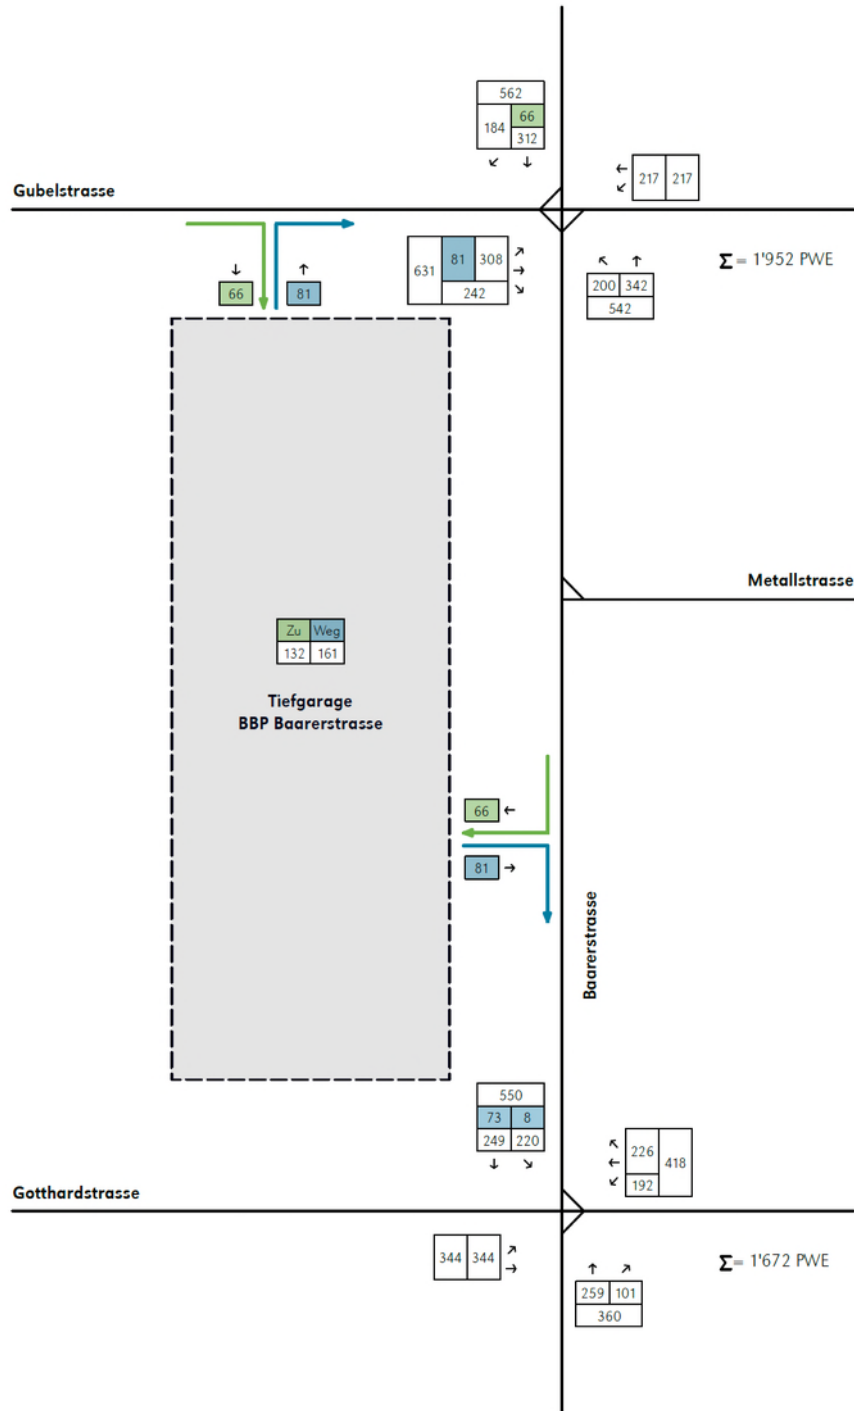 562
184 66
312
↙ ↓
← 217 217
↙
Gubelstrasse
631 81 308 ↗
→
242 ↘
↖ ↑
200 342
542
Σ = 1'952 PWE
↓ ↑
66 81
Metallstrasse
Zu Weg
132 161
Tiefgarage
BBP Baarerstrasse
66 ←
81 →
Baarerstrasse
550
73 8
249 220
↓ ↘
↖ 226 418
←
↙ 192
Gotthardstrasse
344 344 ↗
→
↑ ↗
259 101
360
Σ = 1'672 PWE